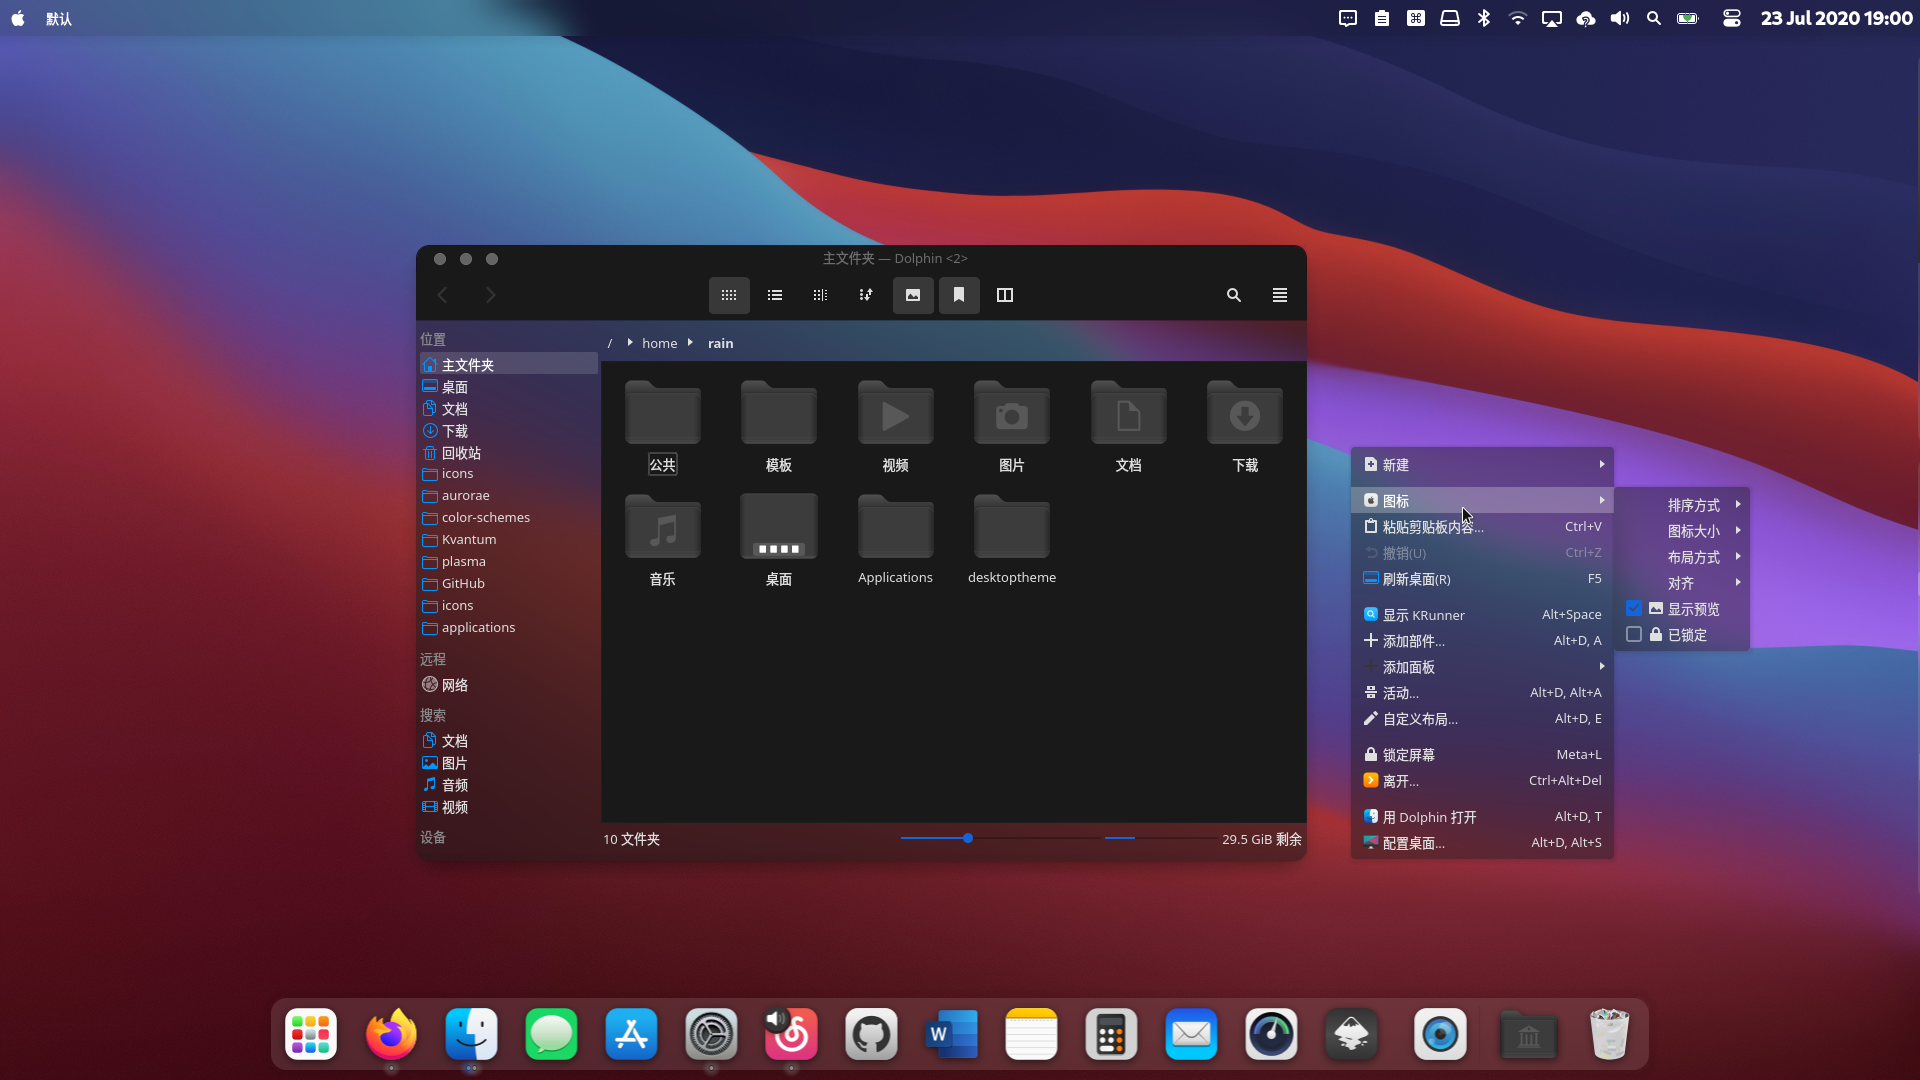 默认
23 Jul 2020 19:00
主文件夹 — Dolphin <2>
位置
主文件夹
桌面
文档
下载
回收站
icons
aurorae
color-schemes
Kvantum
plasma
GitHub
icons
applications
远程
网络
搜索
文档
图片
音频
视频
设备
/ home rain
公共 模板 视频 图片 文档 下载
音乐 桌面 Applications desktoptheme
10 文件夹
29.5 GiB 剩余
新建
图标
粘贴剪贴板内容... Ctrl+V
撤销(U) Ctrl+Z
刷新桌面(R) F5
显示 KRunner Alt+Space
添加部件... Alt+D, A
添加面板
活动... Alt+D, Alt+A
自定义布局... Alt+D, E
锁定屏幕 Meta+L
离开... Ctrl+Alt+Del
用 Dolphin 打开 Alt+D, T
配置桌面... Alt+D, Alt+S
排序方式
图标大小
布局方式
对齐
显示预览
已锁定
W